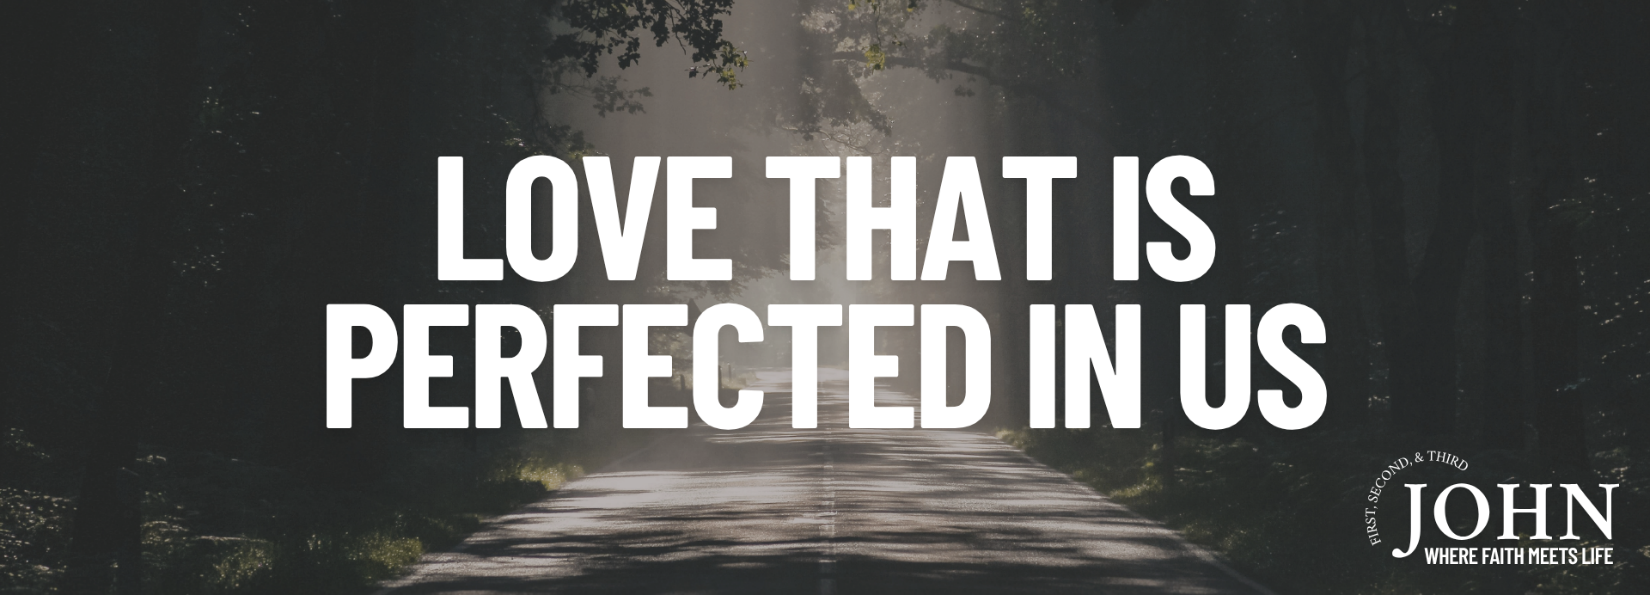 LOVE THAT IS
PERFECTED IN US
FIRST, SECOND, & THIRD
JOHN
WHERE FAITH MEETS LIFE